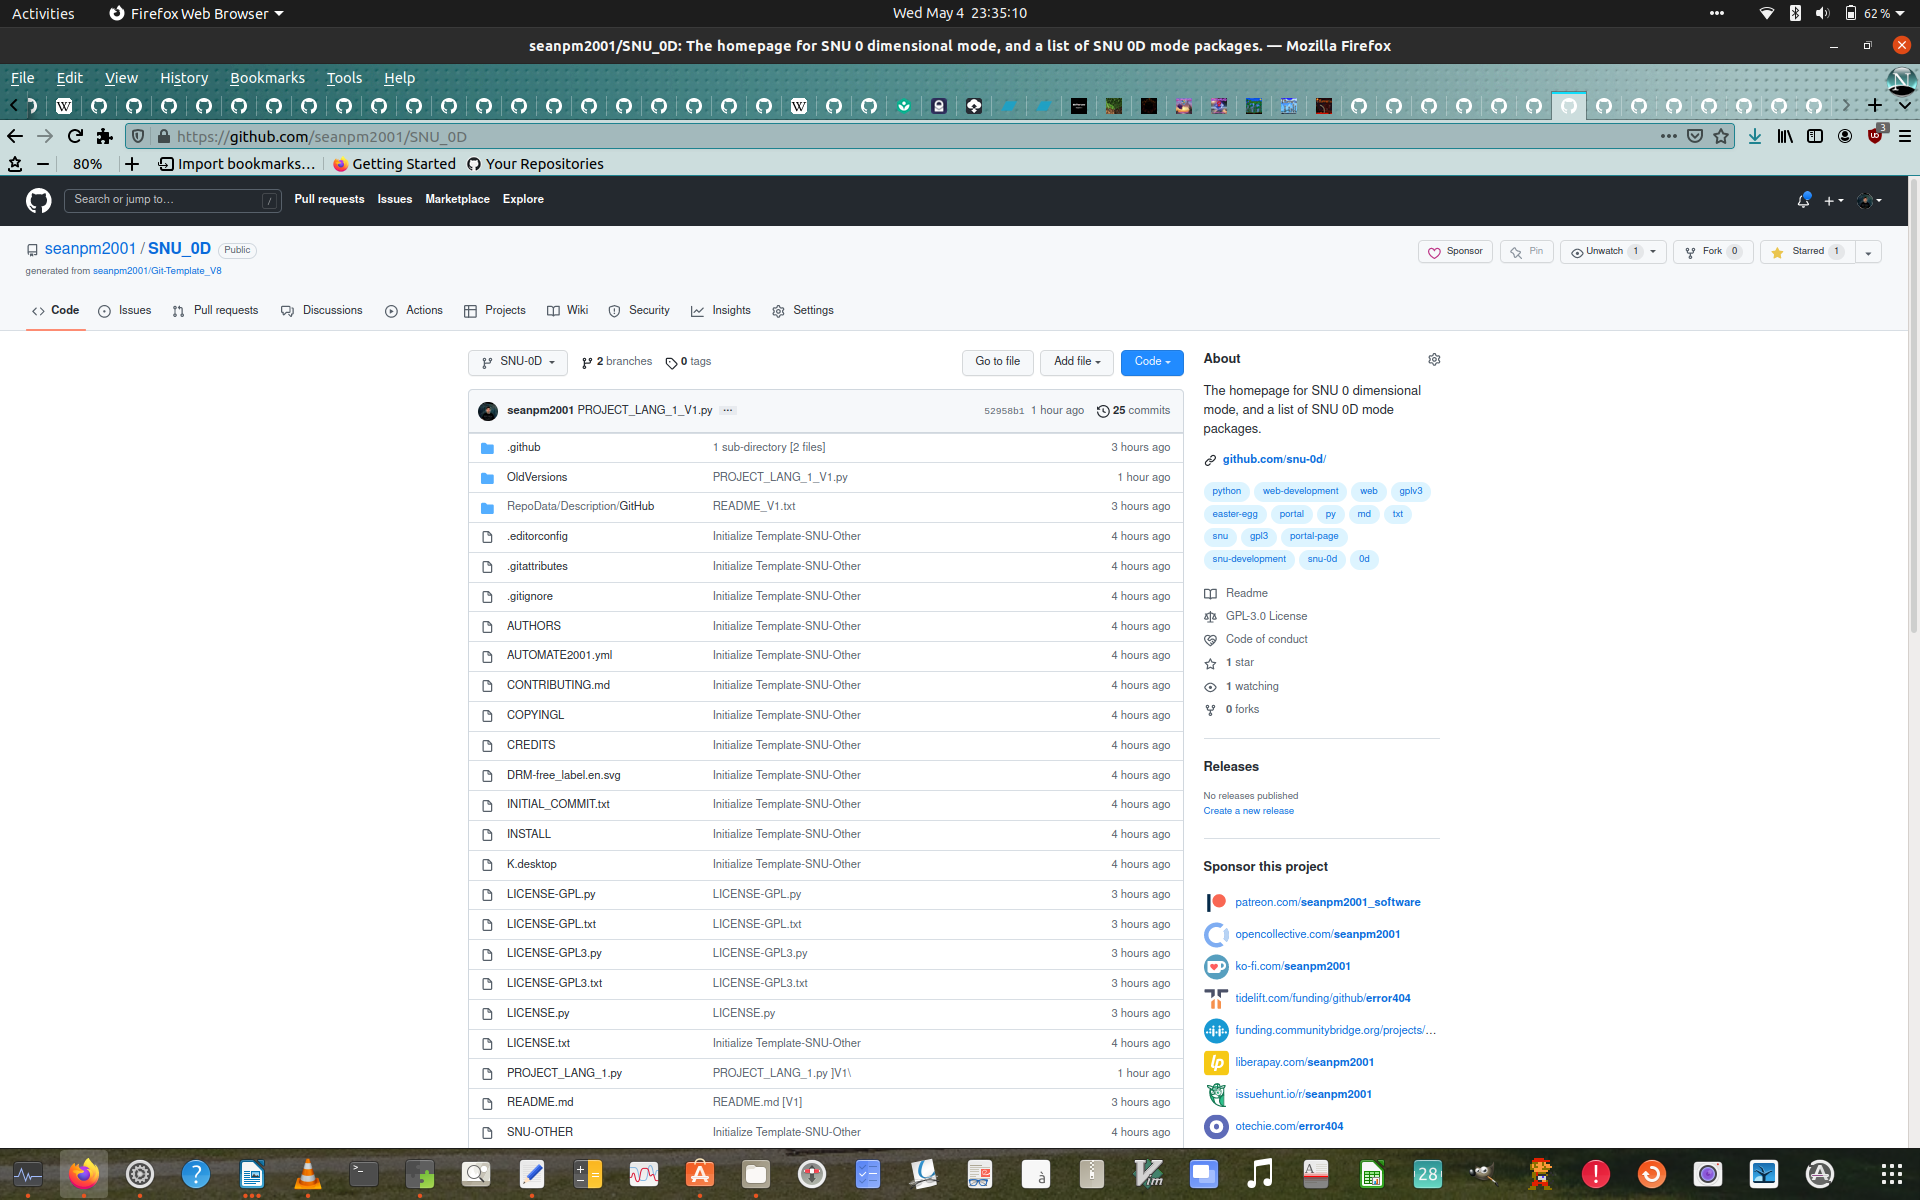 Activities
Firefox Web Browser
Wed May 4 23:35:10
62 %
seanpm2001/SNU_0D: The homepage for SNU 0 dimensional mode, and a list of SNU 0D mode packages. — Mozilla Firefox
File Edit View History Bookmarks Tools Help
https://github.com/seanpm2001/SNU_0D
3
80%
Import bookmarks…
Getting Started
Your Repositories
Search or jump to…
/
Pull requests Issues Marketplace Explore
seanpm2001 / SNU_0D Public
generated from seanpm2001/Git-Template_V8
Sponsor
Pin
Unwatch 1
Fork 0
Starred 1
Code
Issues
Pull requests
Discussions
Actions
Projects
Wiki
Security
Insights
Settings
SNU-0D
2 branches
0 tags
Go to file
Add file
Code
seanpm2001 PROJECT_LANG_1_V1.py ...
52958b1 1 hour ago
25 commits
.github 1 sub-directory [2 files] 3 hours ago
OldVersions PROJECT_LANG_1_V1.py 1 hour ago
RepoData/Description/GitHub README_V1.txt 3 hours ago
.editorconfig Initialize Template-SNU-Other 4 hours ago
.gitattributes Initialize Template-SNU-Other 4 hours ago
.gitignore Initialize Template-SNU-Other 4 hours ago
AUTHORS Initialize Template-SNU-Other 4 hours ago
AUTOMATE2001.yml Initialize Template-SNU-Other 4 hours ago
CONTRIBUTING.md Initialize Template-SNU-Other 4 hours ago
COPYINGL Initialize Template-SNU-Other 4 hours ago
CREDITS Initialize Template-SNU-Other 4 hours ago
DRM-free_label.en.svg Initialize Template-SNU-Other 4 hours ago
INITIAL_COMMIT.txt Initialize Template-SNU-Other 4 hours ago
INSTALL Initialize Template-SNU-Other 4 hours ago
K.desktop Initialize Template-SNU-Other 4 hours ago
LICENSE-GPL.py LICENSE-GPL.py 3 hours ago
LICENSE-GPL.txt LICENSE-GPL.txt 3 hours ago
LICENSE-GPL3.py LICENSE-GPL3.py 3 hours ago
LICENSE-GPL3.txt LICENSE-GPL3.txt 3 hours ago
LICENSE.py LICENSE.py 3 hours ago
LICENSE.txt Initialize Template-SNU-Other 4 hours ago
PROJECT_LANG_1.py PROJECT_LANG_1.py ]V1\ 1 hour ago
README.md README.md [V1] 3 hours ago
SNU-OTHER Initialize Template-SNU-Other 4 hours ago
About
The homepage for SNU 0 dimensional
mode, and a list of SNU 0D mode
packages.
github.com/snu-0d/
python web-development web gplv3
easter-egg portal py md txt
snu gpl3 portal-page
snu-development snu-0d 0d
Readme
GPL-3.0 License
Code of conduct
1 star
1 watching
0 forks
Releases
No releases published
Create a new release
Sponsor this project
patreon.com/seanpm2001_software
opencollective.com/seanpm2001
ko-fi.com/seanpm2001
tidelift.com/funding/github/error404
funding.communitybridge.org/projects/…
liberapay.com/seanpm2001
issuehunt.io/r/seanpm2001
otechie.com/error404
28